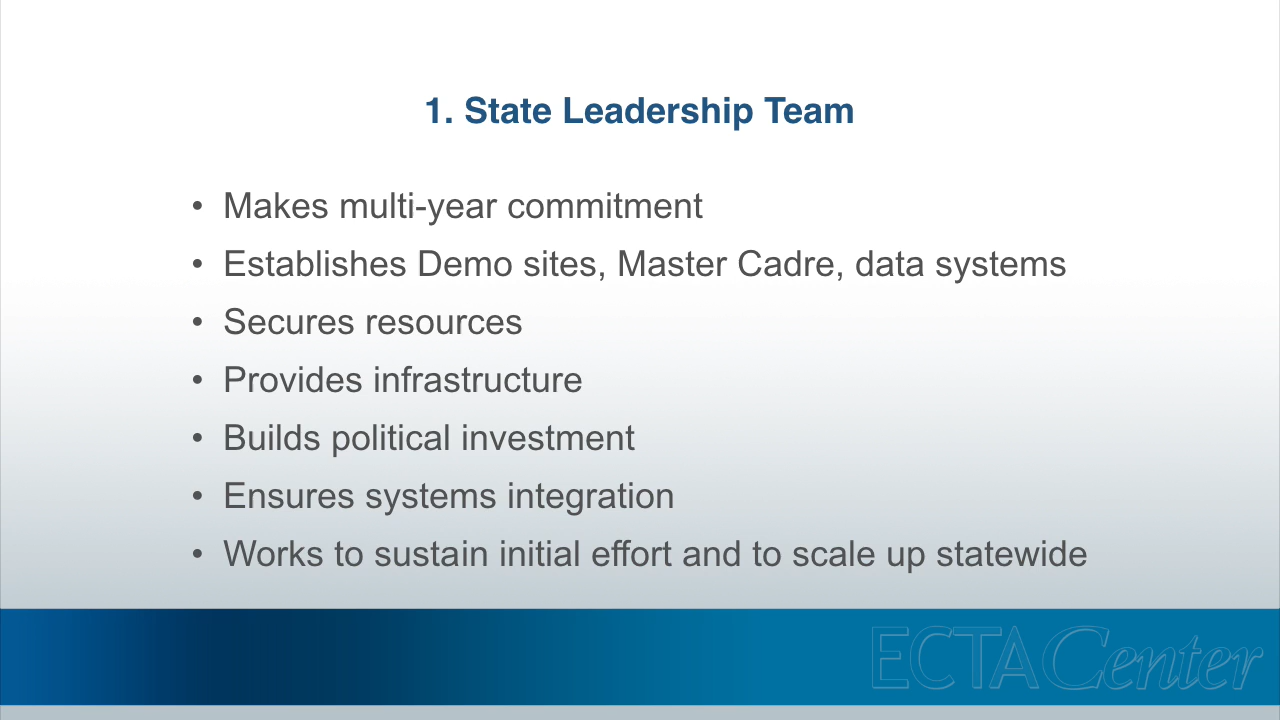 1. State Leadership Team
• Makes multi-year commitment
• Establishes Demo sites, Master Cadre, data systems
• Secures resources
• Provides infrastructure
• Builds political investment
• Ensures systems integration
• Works to sustain initial effort and to scale up statewide
ECTACenter